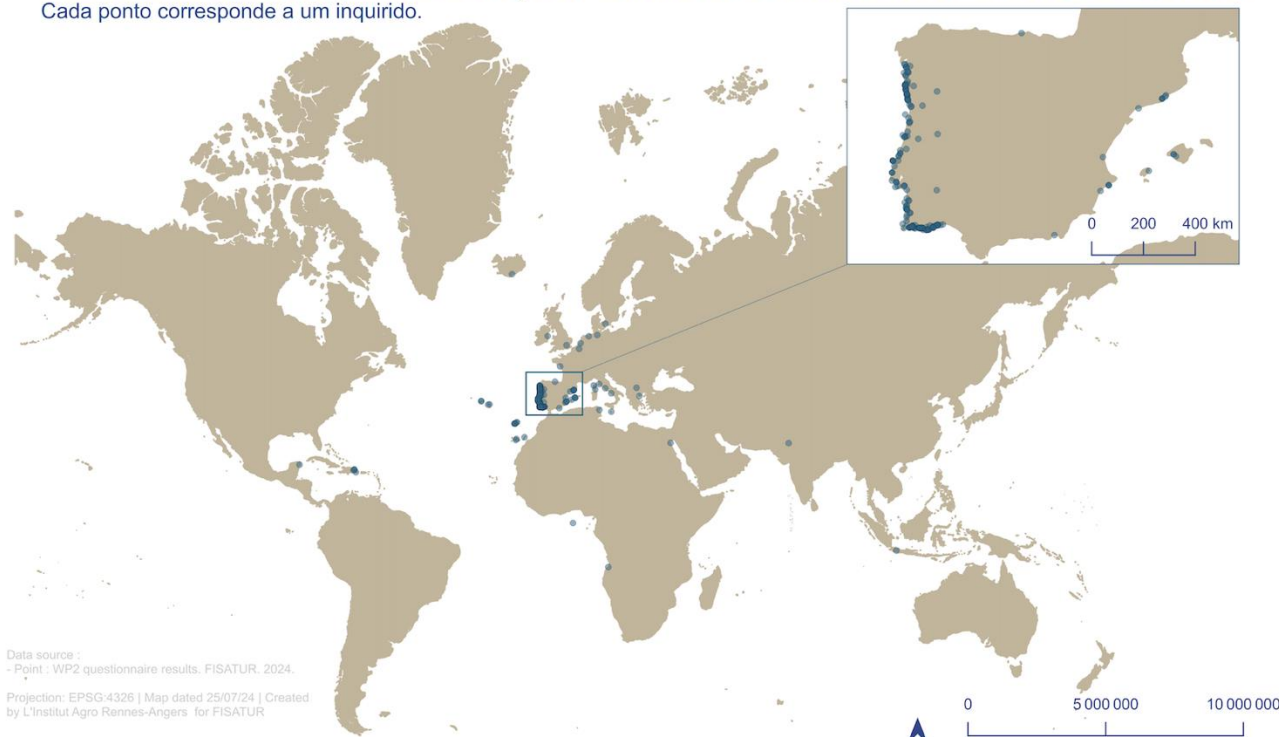 Cada ponto corresponde a um inquirido.
0 200 400 km
Data source :
- Point : WP2 questionnaire results. FISATUR. 2024.
Projection: EPSG:4326 | Map dated 25/07/24 | Created
by L'Institut Agro Rennes-Angers for FISATUR
0 5 000 000 10 000 000